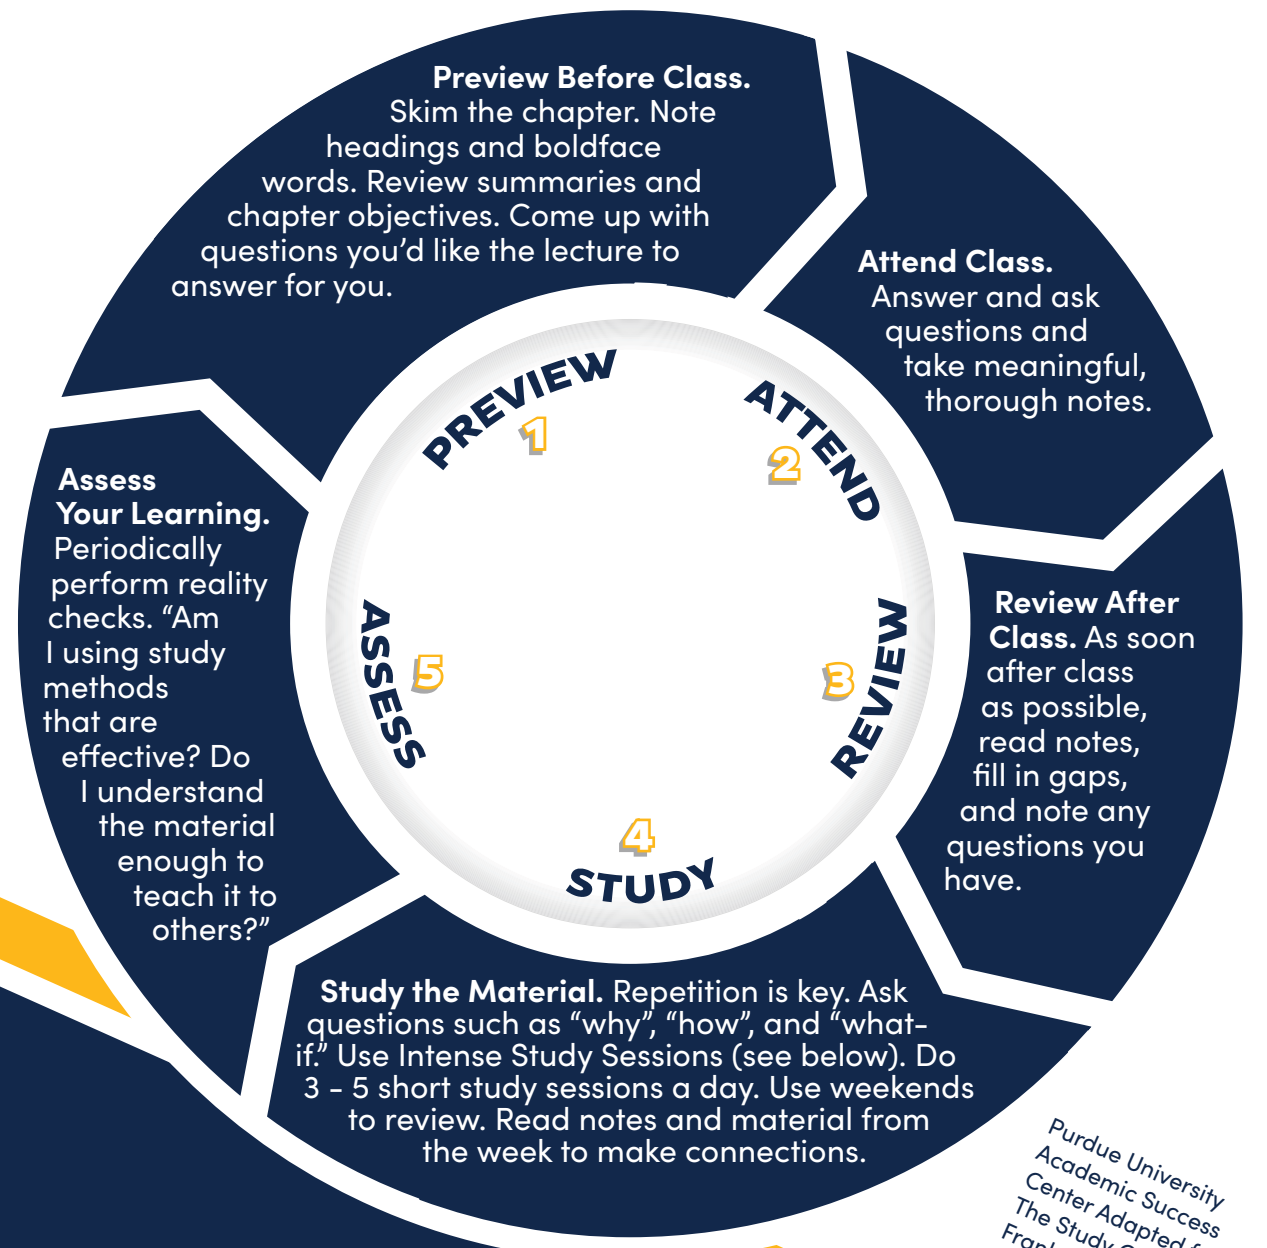 Preview Before Class.
Skim the chapter. Note
headings and boldface
words. Review summaries and
chapter objectives. Come up with
questions you’d like the lecture to
answer for you.
Attend Class.
Answer and ask
questions and
take meaningful,
thorough notes.
Review After
Class. As soon
after class
as possible,
read notes,
fill in gaps,
and note any
questions you
have.
Study the Material. Repetition is key. Ask
questions such as “why”, “how”, and “what-
if.” Use Intense Study Sessions (see below). Do
3 - 5 short study sessions a day. Use weekends
to review. Read notes and material from
the week to make connections.
Assess
Your Learning.
Periodically
perform reality
checks. “Am
I using study
methods
that are
effective? Do
I understand
the material
enough to
teach it to
others?”
PREVIEW
1
ATTEND
2
REVIEW
3
4
STUDY
ASSESS
5
Purdue University
Academic Success
Center Adapted
The Study